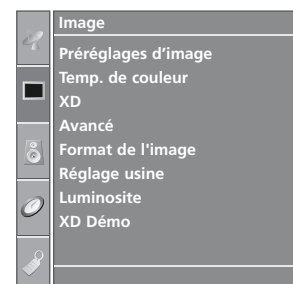 Image
Préréglages d’image
Temp. de couleur
XD
Avancé
Format de l'image
Réglage usine
Luminosite
XD Démo